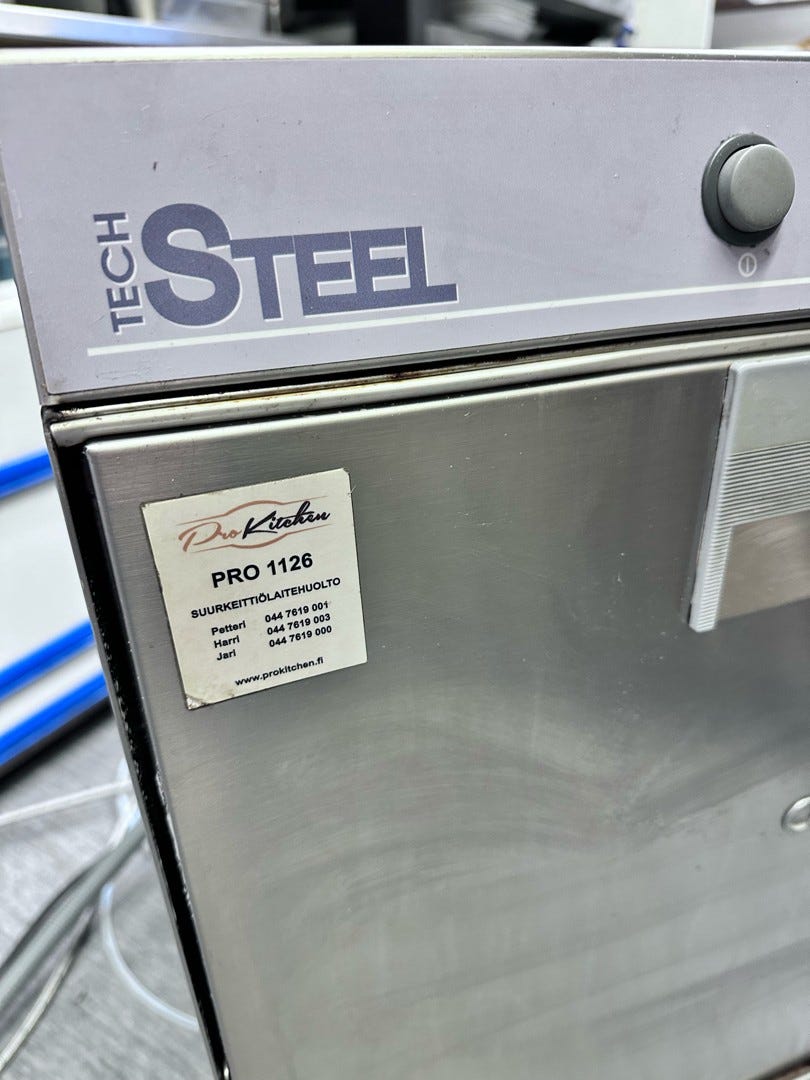 TECH
STEEL
ProKitchen
PRO 1126
SUURKEITTIÖLAITEHUOLTO
Petteri 044 7619 001
Harri 044 7619 003
Jari 044 7619 000
www.prokitchen.fi